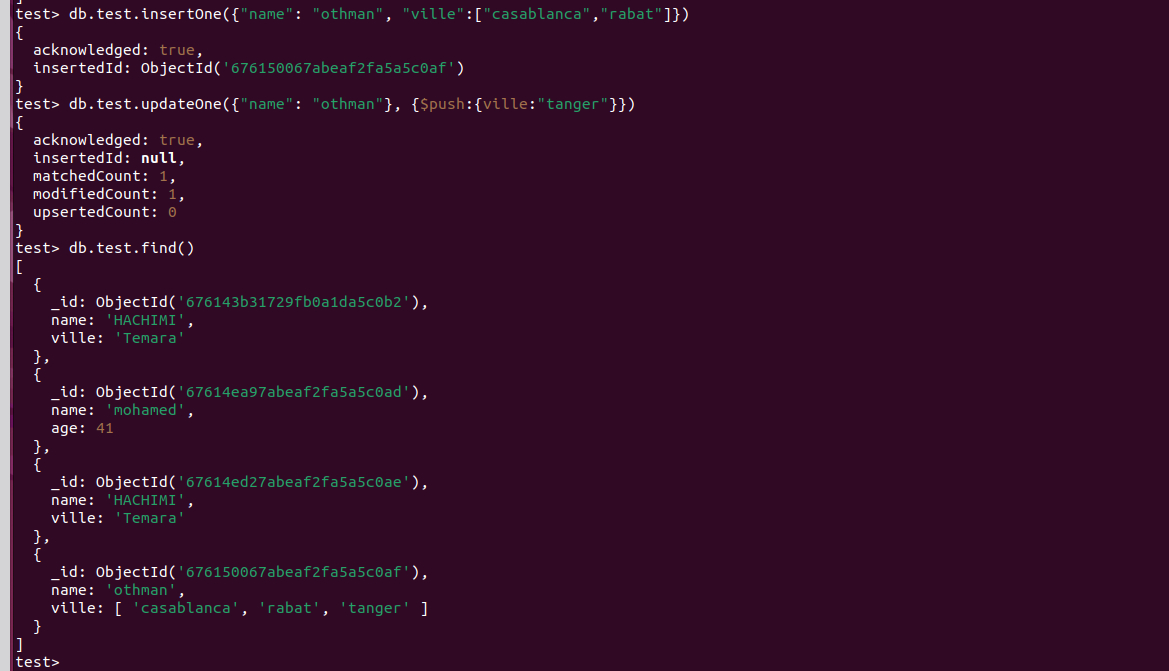 test> db.test.insertOne({"name": "othman", "ville":["casablanca","rabat"]})
{
  acknowledged: true,
  insertedId: ObjectId('676150067abeaf2fa5a5c0af')
}
test> db.test.updateOne({"name": "othman"}, {$push:{ville:"tanger"}})
{
  acknowledged: true,
  insertedId: null,
  matchedCount: 1,
  modifiedCount: 1,
  upsertedCount: 0
}
test> db.test.find()
[
  {
    _id: ObjectId('676143b31729fb0a1da5c0b2'),
    name: 'HACHIMI',
    ville: 'Temara'
  },
  {
    _id: ObjectId('67614ea97abeaf2fa5a5c0ad'),
    name: 'mohamed',
    age: 41
  },
  {
    _id: ObjectId('67614ed27abeaf2fa5a5c0ae'),
    name: 'HACHIMI',
    ville: 'Temara'
  },
  {
    _id: ObjectId('676150067abeaf2fa5a5c0af'),
    name: 'othman',
    ville: [ 'casablanca', 'rabat', 'tanger' ]
  }
]
test>